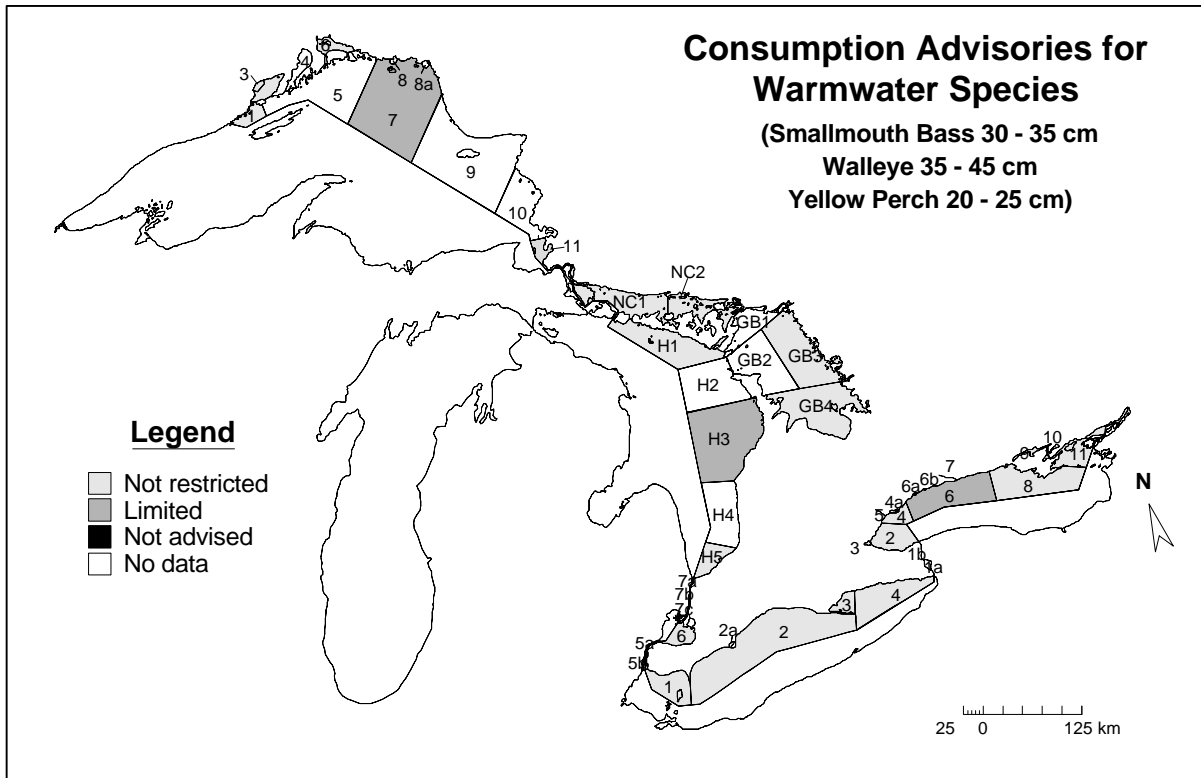 Consumption Advisories for
Warmwater Species
(Smallmouth Bass 30 - 35 cm
Walleye 35 - 45 cm
Yellow Perch 20 - 25 cm)
6
4
3
1
5
8
8a
7
9
10
11
NC2
NC1
GB1
H1
GB2
GB3
H2
GB4
H3
H4
H5
7a
7b
7c
6
5a
5b
1
2a
2
3
4
10
9
11
7
6b
6a
6
8
4a
5
4
3
2
1b
1a
N
Legend
Not restricted
Limited
Not advised
No data
25 0 125 km